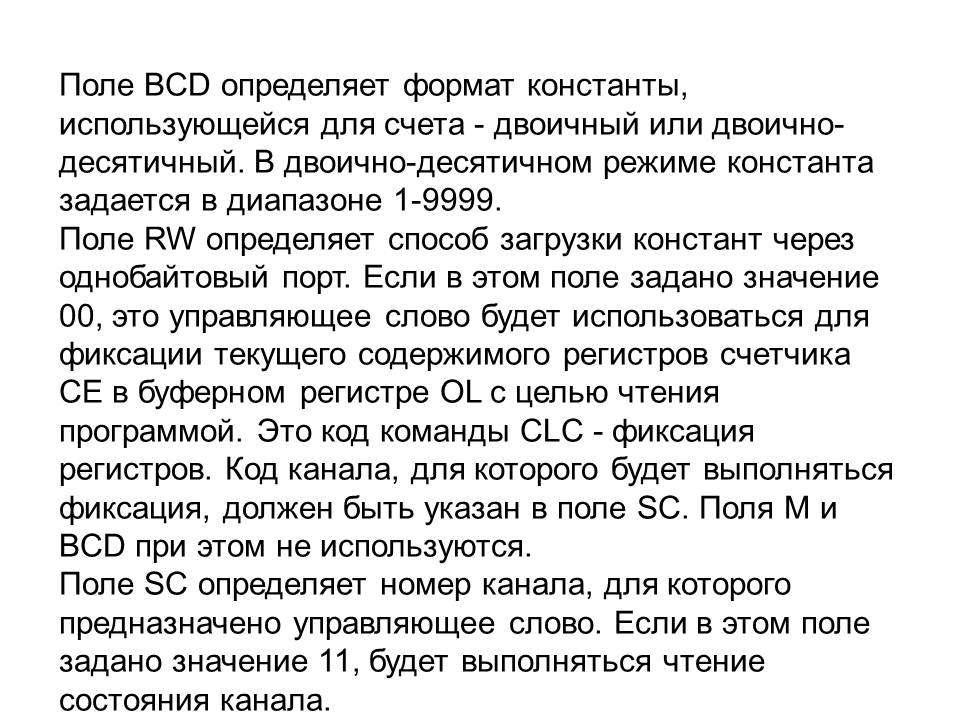 Поле BCD определяет формат константы,
использующейся для счета - двоичный или двоично-
десятичный. В двоично-десятичном режиме константа
задается в диапазоне 1-9999.
Поле RW определяет способ загрузки констант через
однобайтовый порт. Если в этом поле задано значение
00, это управляющее слово будет использоваться для
фиксации текущего содержимого регистров счетчика
CE в буферном регистре OL с целью чтения
программой. Это код команды CLC - фиксация
регистров. Код канала, для которого будет выполняться
фиксация, должен быть указан в поле SC. Поля M и
BCD при этом не используются.
Поле SC определяет номер канала, для которого
предназначено управляющее слово. Если в этом поле
задано значение 11, будет выполняться чтение
состояния канала.